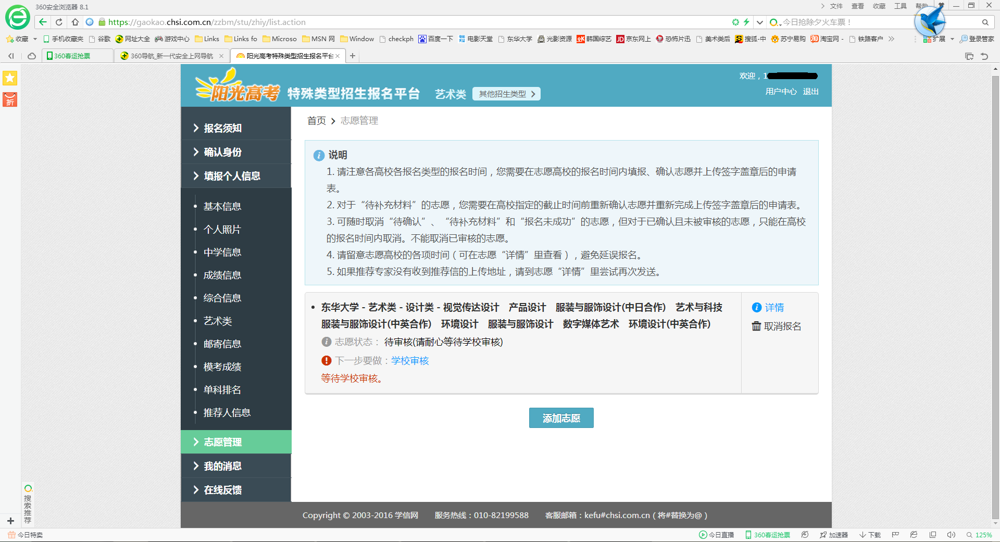 360安全浏览器 8.1
文件 查看 收藏 工具 帮助
https://gaokao.chsi.com.cn/zzbm/stu/zhiy/list.action
今日抢除夕火车票！
收藏 手机收藏夹 谷歌 网址大全 游戏中心 Links Links fo Microso MSN 网 Window checkph 百度一下 电影天堂 东华大学 光影资源 韩国综艺 京东网上 恐怖片迅 美术类后 搜狐-中 苏宁易购 淘宝网 - 铁路客户 扩展 登录管家
360春运抢票 360导航_新一代安全上网导航 阳光高考特殊类型招生报名平台
折
阳光高考 特殊类型招生报名平台 艺术类 其他招生类型
欢迎，1
用户中心 退出
报名须知
确认身份
填报个人信息
基本信息
个人照片
中学信息
成绩信息
综合信息
艺术类
邮寄信息
模考成绩
单科排名
推荐人信息
志愿管理
我的消息
在线反馈
首页 > 志愿管理
说明
1. 请注意各高校各报名类型的报名时间，您需要在志愿高校的报名时间内填报、确认志愿并上传签字盖章后的申请
表。
2. 对于“待补充材料”的志愿，您需要在高校指定的截止时间前重新确认志愿并重新完成上传签字盖章后的申请表。
3. 可随时取消“待确认”、“待补充材料”和“报名未成功”的志愿，但对于已确认且未被审核的志愿，只能在高校
的报名时间内取消。不能取消已审核的志愿。
4. 请留意志愿高校的各项时间（可在志愿“详情”里查看），避免延误报名。
5. 如果推荐专家没有收到推荐信的上传地址，请到志愿“详情”里尝试再次发送。
东华大学 - 艺术类 - 设计类 - 视觉传达设计 产品设计 服装与服饰设计(中日合作) 艺术与科技
服装与服饰设计(中英合作) 环境设计 服装与服饰设计 数字媒体艺术 环境设计(中英合作)
志愿状态： 待审核(请耐心等待学校审核)
下一步要做：学校审核
等待学校审核。
详情
取消报名
添加志愿
搜索推荐
Copyright © 2003-2016 学信网 服务热线：010-82199588 客服邮箱：kefu#chsi.com.cn（将#替换为@）
今日特卖
今日直播 360春运抢票 加速器 下载 125%